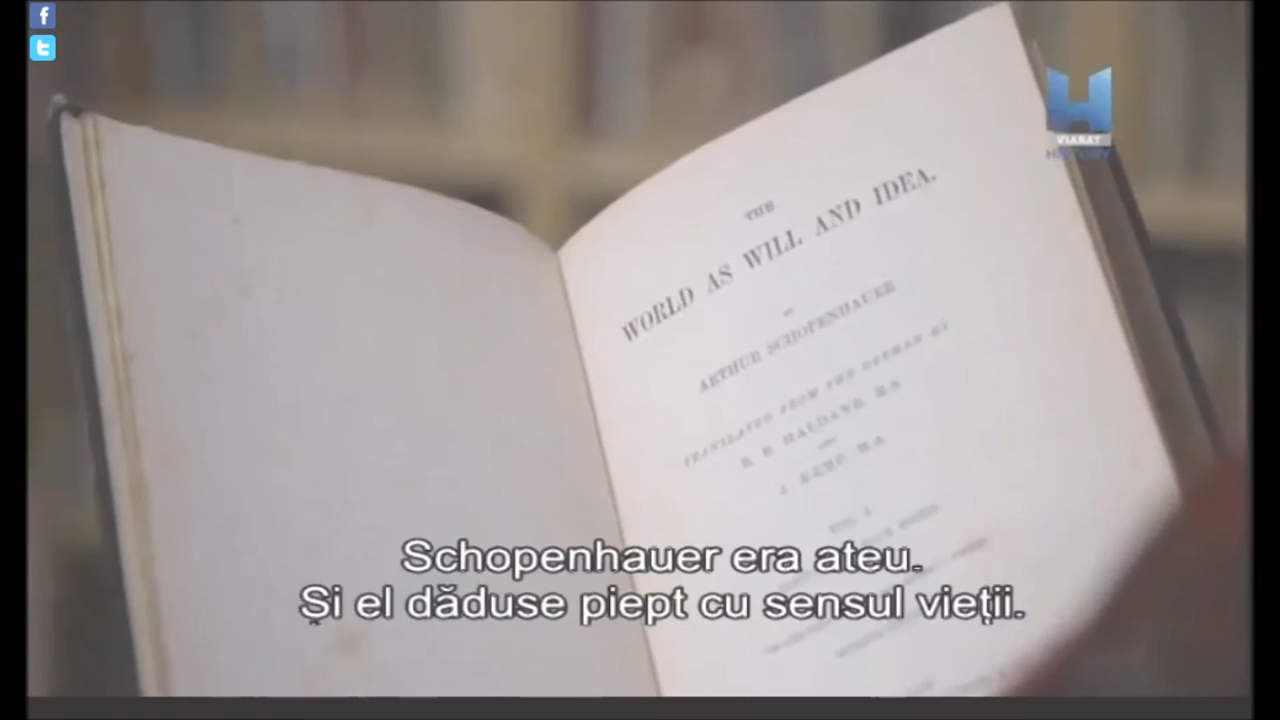 f
t
H
VIASAT
HISTORY
THE
WORLD AS WILL AND IDEA.
BY
ARTHUR SCHOPENHAUER
TRANSLATED FROM THE GERMAN BY
R. B. HALDANE, M.A.
AND
J. KEMP, M.A.
VOL. I.
Schopenhauer era ateu.
Și el dăduse piept cu sensul vieții.